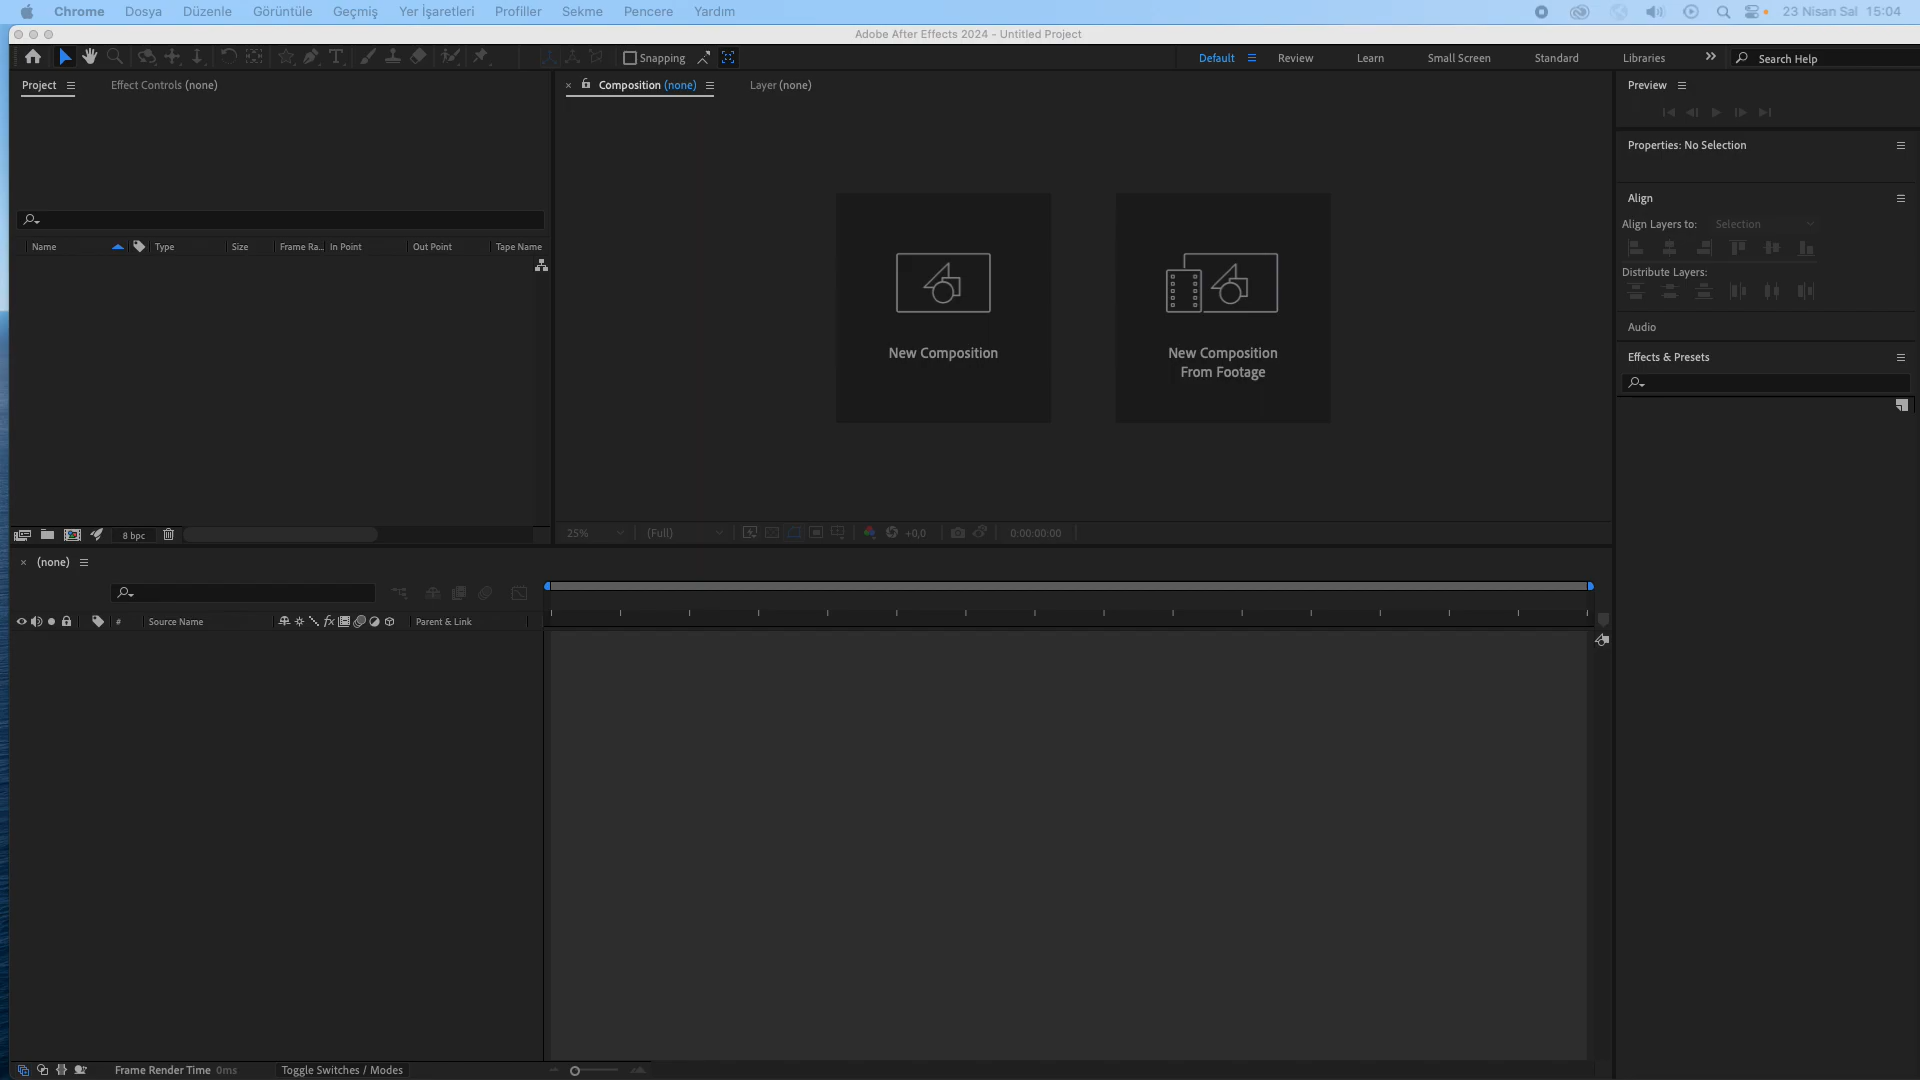 Chrome Dosya Düzenle Görüntüle Geçmiş Yer İşaretleri Profiller Sekme Pencere Yardım 23 Nisan Sal 15:04
Adobe After Effects 2024 - Untitled Project
Snapping Default Review Learn Small Screen Standard Libraries Search Help
Project Effect Controls (none) Composition (none) Layer (none) Preview
Properties: No Selection
Align
Align Layers to: Selection
Name Type Size Frame Ra... In Point Out Point Tape Name
Distribute Layers:
Audio
New Composition
New Composition
From Footage
Effects & Presets
8 bpc 25% (Full) +0,0 0:00:00:00
(none)
# Source Name fx Parent & Link
Frame Render Time 0ms Toggle Switches / Modes